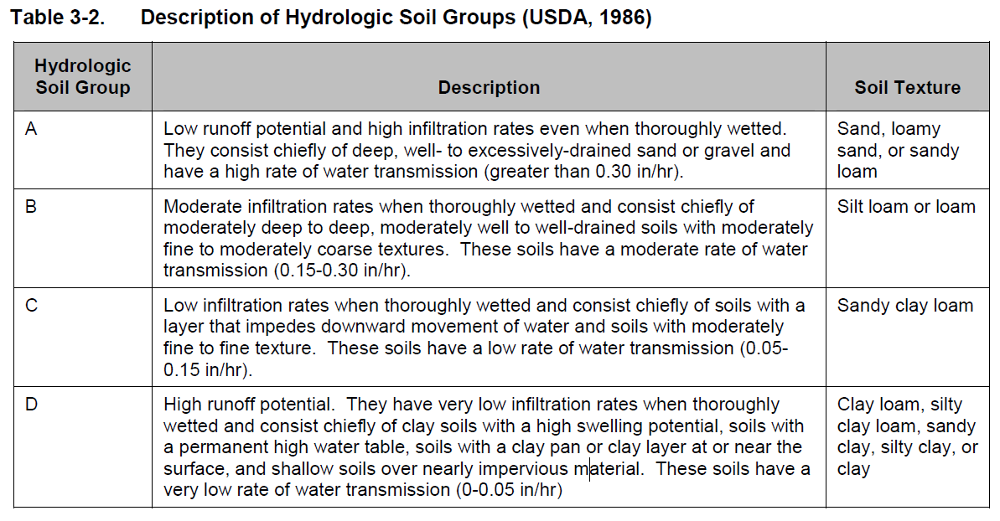 Table 3-2. Description of Hydrologic Soil Groups (USDA, 1986)
Hydrologic
Soil Group
Description
Soil Texture
A
Low runoff potential and high infiltration rates even when thoroughly wetted.
They consist chiefly of deep, well- to excessively-drained sand or gravel and
have a high rate of water transmission (greater than 0.30 in/hr).
Sand, loamy
sand, or sandy
loam
B
Moderate infiltration rates when thoroughly wetted and consist chiefly of
moderately deep to deep, moderately well to well-drained soils with moderately
fine to moderately coarse textures.  These soils have a moderate rate of water
transmission (0.15-0.30 in/hr).
Silt loam or loam
C
Low infiltration rates when thoroughly wetted and consist chiefly of soils with a
layer that impedes downward movement of water and soils with moderately
fine to fine texture.  These soils have a low rate of water transmission (0.05-
0.15 in/hr).
Sandy clay loam
D
High runoff potential.  They have very low infiltration rates when thoroughly
wetted and consist chiefly of clay soils with a high swelling potential, soils with
a permanent high water table, soils with a clay pan or clay layer at or near the
surface, and shallow soils over nearly impervious material.  These soils have a
very low rate of water transmission (0-0.05 in/hr)
Clay loam, silty
clay loam, sandy
clay, silty clay, or
clay